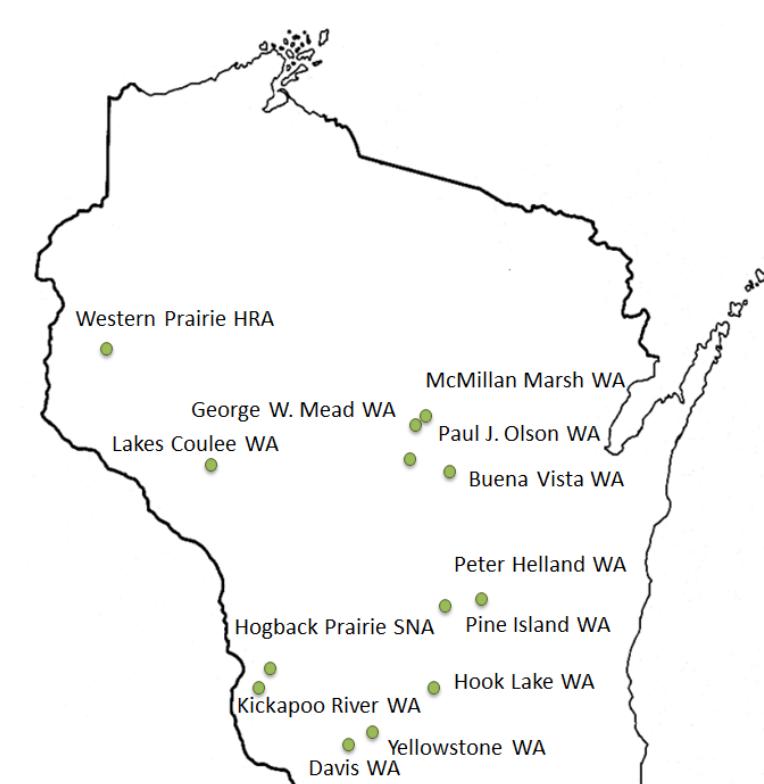 Western Prairie HRA
McMillan Marsh WA
George W. Mead WA
Paul J. Olson WA
Lakes Coulee WA
Buena Vista WA
Peter Helland WA
Hogback Prairie SNA
Pine Island WA
Hook Lake WA
Kickapoo River WA
Yellowstone WA
Davis WA